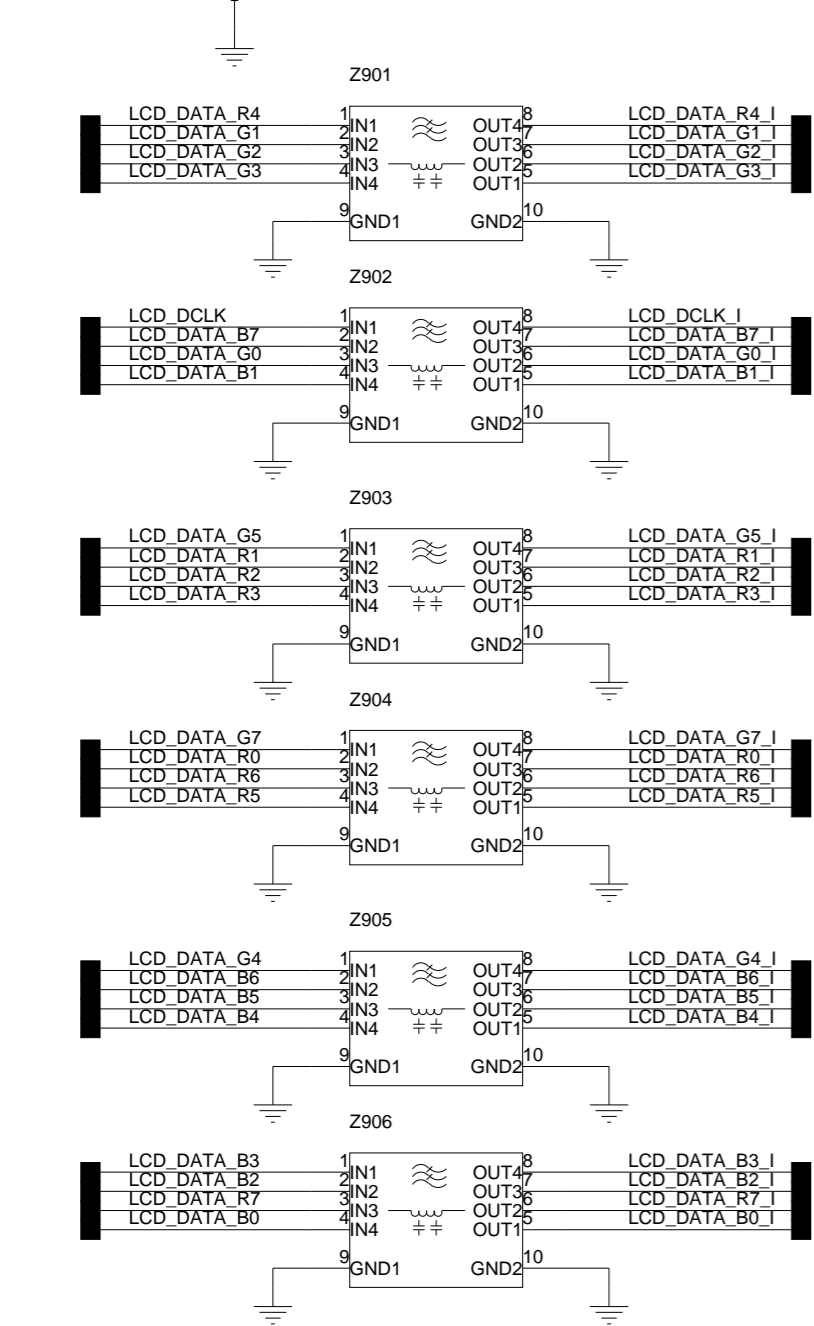 Z901
LCD_DATA_R4 1 IN1 OUT4 8 LCD_DATA_R4_I
LCD_DATA_G1 2 IN2 OUT3 7 LCD_DATA_G1_I
LCD_DATA_G2 3 IN3 OUT2 6 LCD_DATA_G2_I
LCD_DATA_G3 4 IN4 OUT1 5 LCD_DATA_G3_I
9 GND1 GND2 10
Z902
LCD_DCLK 1 IN1 OUT4 8 LCD_DCLK_I
LCD_DATA_B7 2 IN2 OUT3 7 LCD_DATA_B7_I
LCD_DATA_G0 3 IN3 OUT2 6 LCD_DATA_G0_I
LCD_DATA_B1 4 IN4 OUT1 5 LCD_DATA_B1_I
9 GND1 GND2 10
Z903
LCD_DATA_G5 1 IN1 OUT4 8 LCD_DATA_G5_I
LCD_DATA_R1 2 IN2 OUT3 7 LCD_DATA_R1_I
LCD_DATA_R2 3 IN3 OUT2 6 LCD_DATA_R2_I
LCD_DATA_R3 4 IN4 OUT1 5 LCD_DATA_R3_I
9 GND1 GND2 10
Z904
LCD_DATA_G7 1 IN1 OUT4 8 LCD_DATA_G7_I
LCD_DATA_R0 2 IN2 OUT3 7 LCD_DATA_R0_I
LCD_DATA_R6 3 IN3 OUT2 6 LCD_DATA_R6_I
LCD_DATA_R5 4 IN4 OUT1 5 LCD_DATA_R5_I
9 GND1 GND2 10
Z905
LCD_DATA_G4 1 IN1 OUT4 8 LCD_DATA_G4_I
LCD_DATA_B6 2 IN2 OUT3 7 LCD_DATA_B6_I
LCD_DATA_B5 3 IN3 OUT2 6 LCD_DATA_B5_I
LCD_DATA_B4 4 IN4 OUT1 5 LCD_DATA_B4_I
9 GND1 GND2 10
Z906
LCD_DATA_B3 1 IN1 OUT4 8 LCD_DATA_B3_I
LCD_DATA_B2 2 IN2 OUT3 7 LCD_DATA_B2_I
LCD_DATA_R7 3 IN3 OUT2 6 LCD_DATA_R7_I
LCD_DATA_B0 4 IN4 OUT1 5 LCD_DATA_B0_I
9 GND1 GND2 10